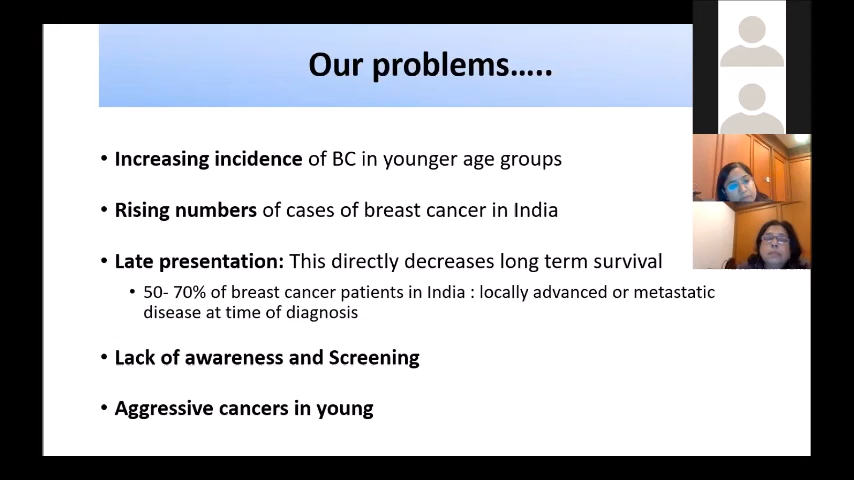 Our problems.....
• Increasing incidence of BC in younger age groups
• Rising numbers of cases of breast cancer in India
• Late presentation: This directly decreases long term survival
• 50- 70% of breast cancer patients in India : locally advanced or metastatic
disease at time of diagnosis
• Lack of awareness and Screening
• Aggressive cancers in young